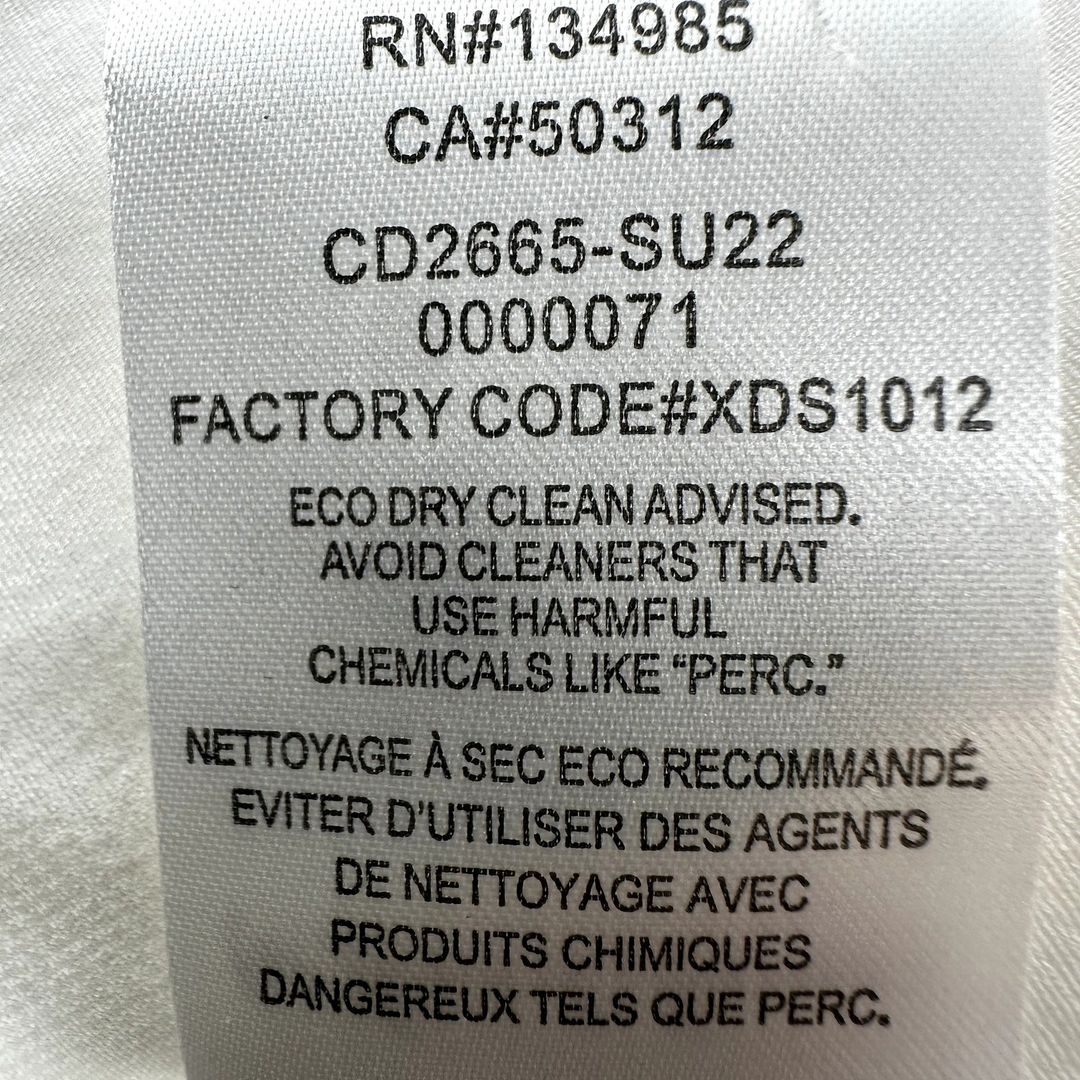 RN#134985
CA#50312
CD2665-SU22
0000071
FACTORY CODE#XDS1012
ECO DRY CLEAN ADVISED.
AVOID CLEANERS THAT
USE HARMFUL
CHEMICALS LIKE “PERC.”
NETTOYAGE À SEC ECO RECOMMANDÉ.
EVITER D'UTILISER DES AGENTS
DE NETTOYAGE AVEC
PRODUITS CHIMIQUES
DANGEREUX TELS QUE PERC.